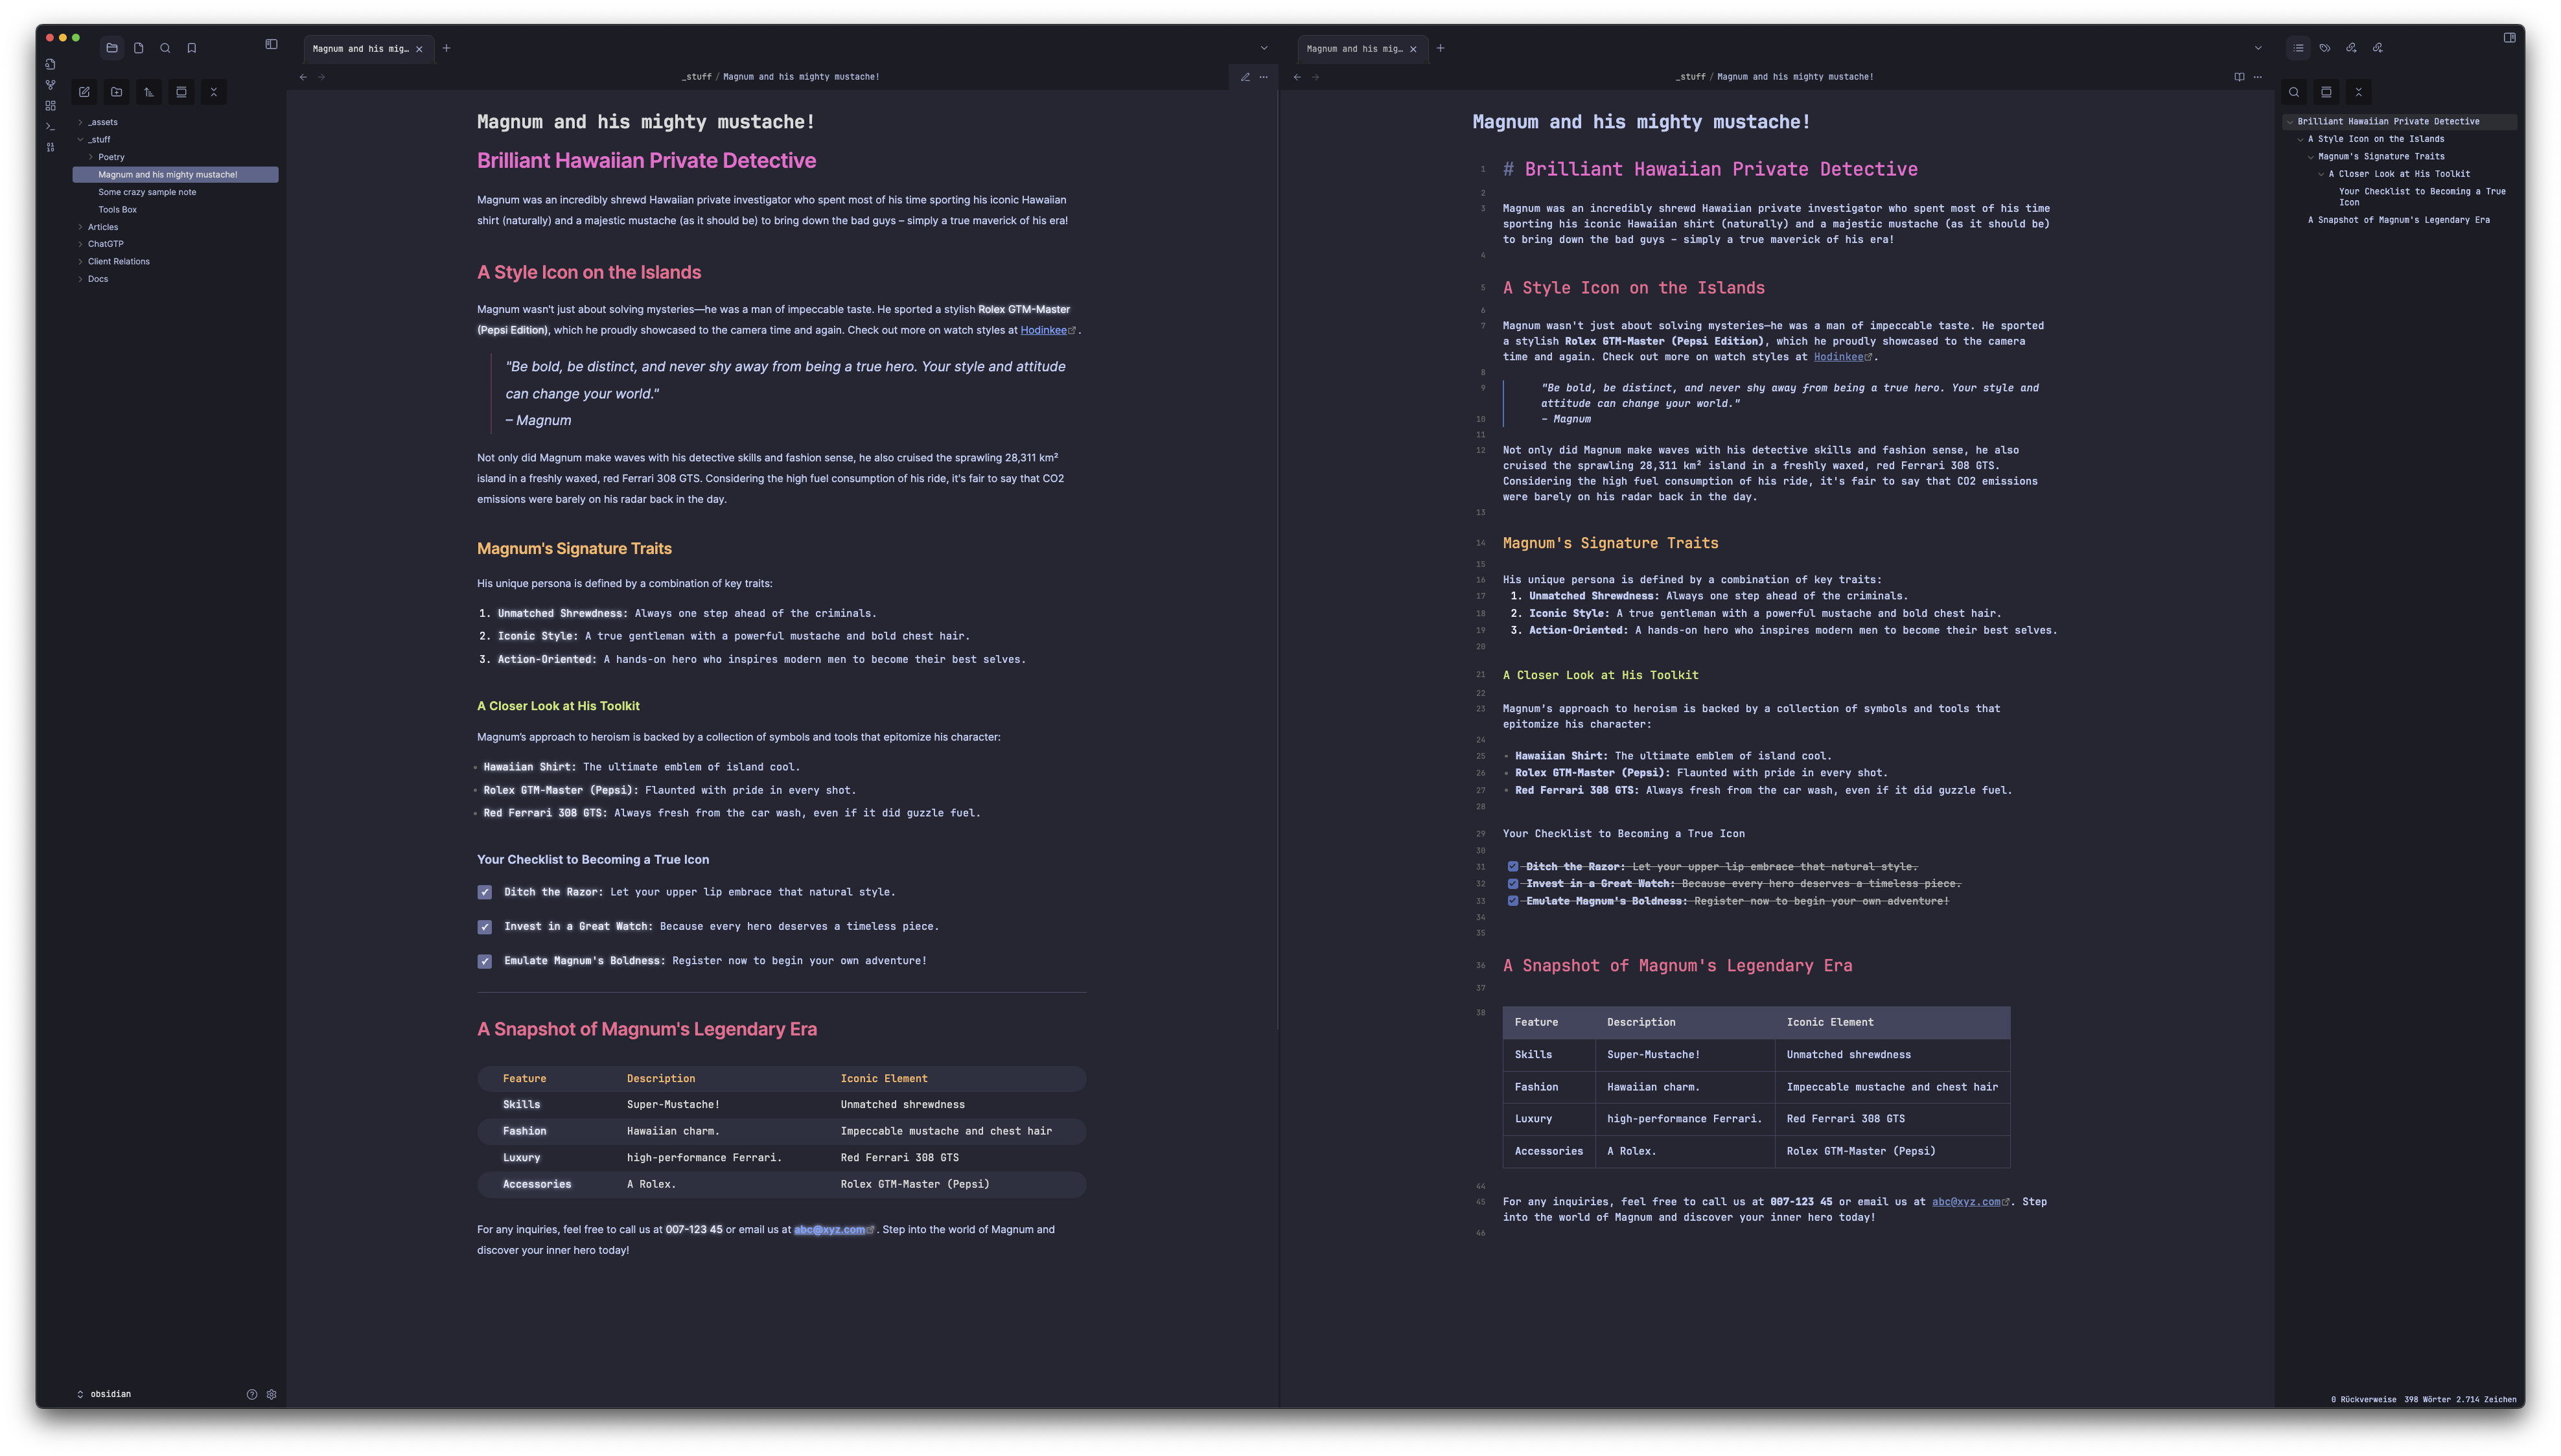 _assets
_stuff
Poetry
Magnum and his mighty mustache!
Some crazy sample note
Tools Box
Articles
ChatGTP
Client Relations
Docs
obsidian
Magnum and his mig…
_stuff / Magnum and his mighty mustache!
Magnum and his mighty mustache!
Brilliant Hawaiian Private Detective
Magnum was an incredibly shrewd Hawaiian private investigator who spent most of his time sporting his iconic Hawaiian
shirt (naturally) and a majestic mustache (as it should be) to bring down the bad guys – simply a true maverick of his era!
A Style Icon on the Islands
Magnum wasn't just about solving mysteries—he was a man of impeccable taste. He sported a stylish Rolex GTM-Master
(Pepsi Edition), which he proudly showcased to the camera time and again. Check out more on watch styles at Hodinkee .
"Be bold, be distinct, and never shy away from being a true hero. Your style and attitude
can change your world."
– Magnum
Not only did Magnum make waves with his detective skills and fashion sense, he also cruised the sprawling 28,311 km²
island in a freshly waxed, red Ferrari 308 GTS. Considering the high fuel consumption of his ride, it's fair to say that CO2
emissions were barely on his radar back in the day.
Magnum's Signature Traits
His unique persona is defined by a combination of key traits:
1. Unmatched Shrewdness: Always one step ahead of the criminals.
2. Iconic Style: A true gentleman with a powerful mustache and bold chest hair.
3. Action-Oriented: A hands-on hero who inspires modern men to become their best selves.
A Closer Look at His Toolkit
Magnum's approach to heroism is backed by a collection of symbols and tools that epitomize his character:
• Hawaiian Shirt: The ultimate emblem of island cool.
• Rolex GTM-Master (Pepsi): Flaunted with pride in every shot.
• Red Ferrari 308 GTS: Always fresh from the car wash, even if it did guzzle fuel.
Your Checklist to Becoming a True Icon
Ditch the Razor: Let your upper lip embrace that natural style.
Invest in a Great Watch: Because every hero deserves a timeless piece.
Emulate Magnum's Boldness: Register now to begin your own adventure!
A Snapshot of Magnum's Legendary Era
Feature Description Iconic Element
Skills Super-Mustache! Unmatched shrewdness
Fashion Hawaiian charm. Impeccable mustache and chest hair
Luxury high-performance Ferrari. Red Ferrari 308 GTS
Accessories A Rolex. Rolex GTM-Master (Pepsi)
For any inquiries, feel free to call us at 007-123 45 or email us at abc@xyz.com . Step into the world of Magnum and
discover your inner hero today!
Magnum and his mig…
_stuff / Magnum and his mighty mustache!
Magnum and his mighty mustache!
1 # Brilliant Hawaiian Private Detective
2
3 Magnum was an incredibly shrewd Hawaiian private investigator who spent most of his time
sporting his iconic Hawaiian shirt (naturally) and a majestic mustache (as it should be)
to bring down the bad guys – simply a true maverick of his era!
4
5 A Style Icon on the Islands
6
7 Magnum wasn't just about solving mysteries—he was a man of impeccable taste. He sported
a stylish Rolex GTM-Master (Pepsi Edition), which he proudly showcased to the camera
time and again. Check out more on watch styles at Hodinkee.
8
9 "Be bold, be distinct, and never shy away from being a true hero. Your style and
attitude can change your world."
10 – Magnum
11
12 Not only did Magnum make waves with his detective skills and fashion sense, he also
cruised the sprawling 28,311 km² island in a freshly waxed, red Ferrari 308 GTS.
Considering the high fuel consumption of his ride, it's fair to say that CO2 emissions
were barely on his radar back in the day.
13
14 Magnum's Signature Traits
15
16 His unique persona is defined by a combination of key traits:
17 1. Unmatched Shrewdness: Always one step ahead of the criminals.
18 2. Iconic Style: A true gentleman with a powerful mustache and bold chest hair.
19 3. Action-Oriented: A hands-on hero who inspires modern men to become their best selves.
20
21 A Closer Look at His Toolkit
22
23 Magnum's approach to heroism is backed by a collection of symbols and tools that
epitomize his character:
24
25 • Hawaiian Shirt: The ultimate emblem of island cool.
26 • Rolex GTM-Master (Pepsi): Flaunted with pride in every shot.
27 • Red Ferrari 308 GTS: Always fresh from the car wash, even if it did guzzle fuel.
28
29 Your Checklist to Becoming a True Icon
30
31 Ditch the Razor: Let your upper lip embrace that natural style.
32 Invest in a Great Watch: Because every hero deserves a timeless piece.
33 Emulate Magnum's Boldness: Register now to begin your own adventure!
34
35
36 A Snapshot of Magnum's Legendary Era
37
38 Feature Description Iconic Element
Skills Super-Mustache! Unmatched shrewdness
Fashion Hawaiian charm. Impeccable mustache and chest hair
Luxury high-performance Ferrari. Red Ferrari 308 GTS
Accessories A Rolex. Rolex GTM-Master (Pepsi)
44
45 For any inquiries, feel free to call us at 007-123 45 or email us at abc@xyz.com. Step
into the world of Magnum and discover your inner hero today!
46
Brilliant Hawaiian Private Detective
A Style Icon on the Islands
Magnum's Signature Traits
A Closer Look at His Toolkit
Your Checklist to Becoming a True
Icon
A Snapshot of Magnum's Legendary Era
0 Rückverweise 398 Wörter 2.714 Zeichen